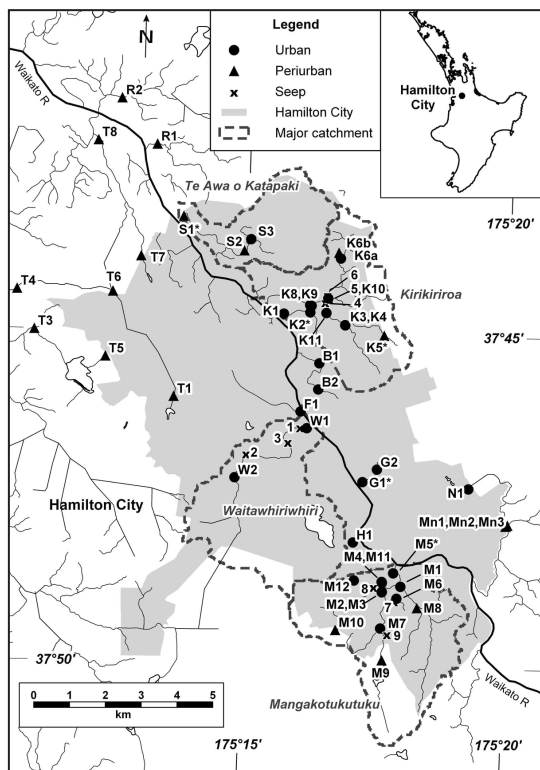 N
Waikato R
Legend
Urban
Periurban
Seep
Hamilton City
Major catchment
Hamilton
City
R2
T8
R1
Te Awa o Katapaki
175°20'
S1*
S3
S2
K6b
K6a
T7
6
Kirikiriroa
T4
T6
K8,K9
5,K10
4
K1
K3, K4
37°45'
T3
K2*
K11
K5*
T5
B1
T1
B2
F1
1
W1
3
2
W2
G2
G1*
N1
Hamilton City
Waitawhiriwhiri
Mn1, Mn2, Mn3
H1
M4, M11
M5*
M1
M12
8
M6
M2, M3
7
M8
M10
M7
9
37°50'
M9
Waikato R
0 1 2 3 4 5
km
Mangakotukutuku
175°15'
175°20'